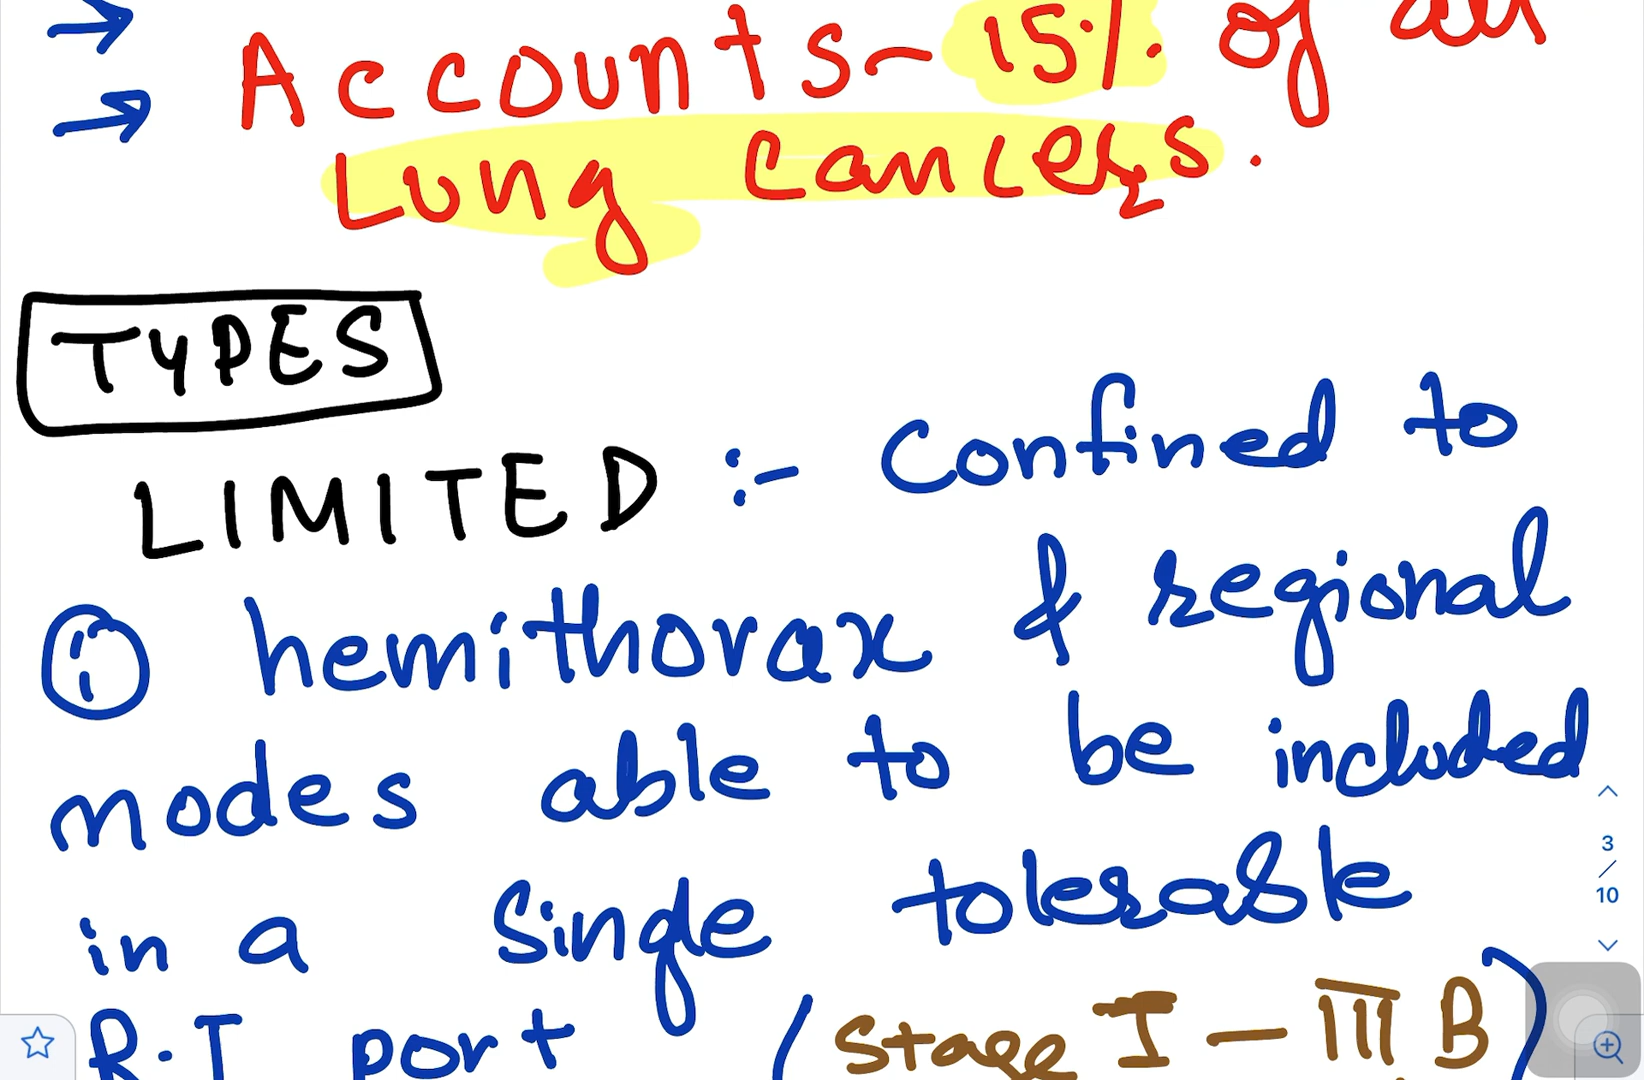 →
→ Accounts ~ 15% of all
Lung cancers.
TYPES
LIMITED :- Confined to
① hemithorax & regional
nodes able to be included
in a single tolerable
R.T port (Stage I - III B)
3
/
10